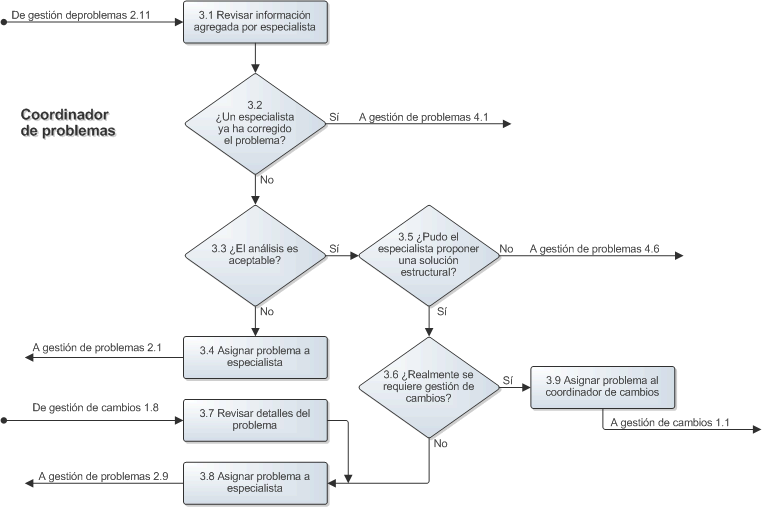 De gestión deproblemas 2.11
3.1 Revisar información
agregada por especialista
Coordinador
de problemas
3.2
¿Un especialista
ya ha corregido
el problema?
Sí
A gestión de problemas 4.1
No
3.3 ¿El análisis es
aceptable?
Sí
3.5 ¿Pudo el
especialista proponer
una solución
estructural?
No
A gestión de problemas 4.6
No
Sí
A gestión de problemas 2.1
3.4 Asignar problema a
especialista
3.6 ¿Realmente se
requiere gestión de
cambios?
Sí
3.9 Asignar problema al
coordinador de cambios
A gestión de cambios 1.1
De gestión de cambios 1.8
3.7 Revisar detalles del
problema
No
A gestión de problemas 2.9
3.8 Asignar problema a
especialista